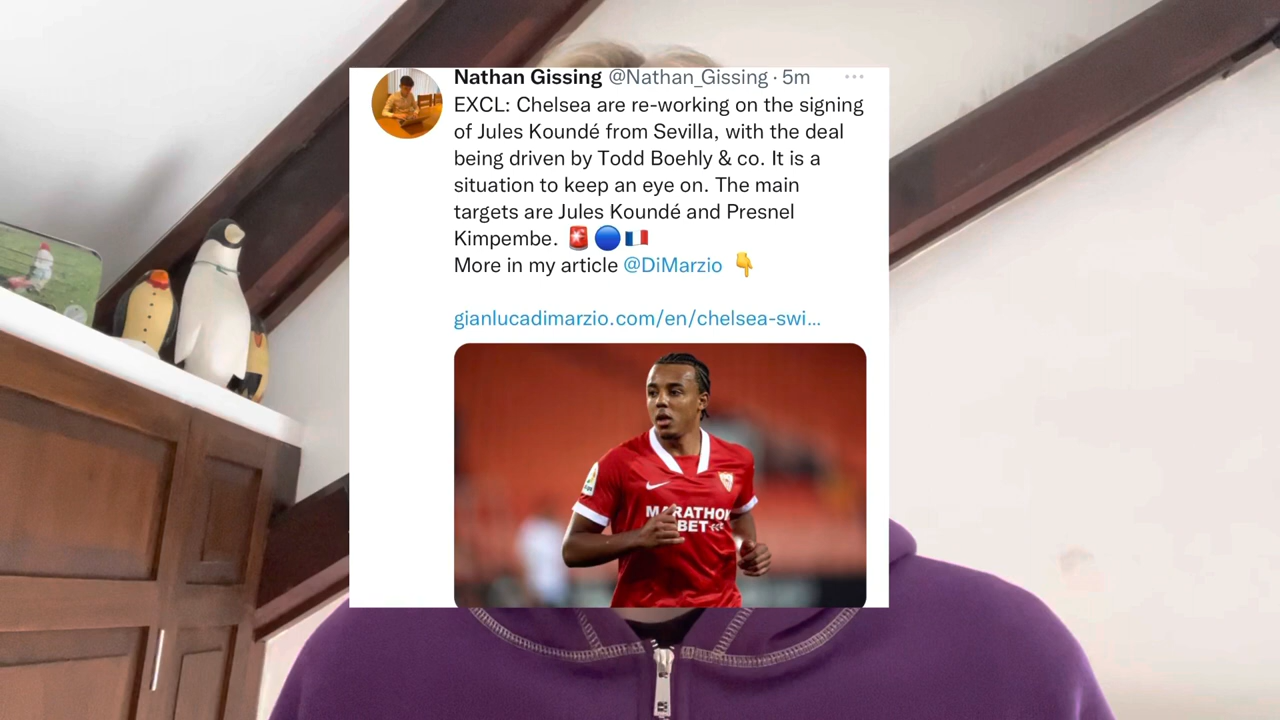 Nathan Gissing @Nathan_Gissing · 5m
EXCL: Chelsea are re-working on the signing
of Jules Koundé from Sevilla, with the deal
being driven by Todd Boehly & co. It is a
situation to keep an eye on. The main
targets are Jules Koundé and Presnel
Kimpembe. 🚨🔵🇫🇷
More in my article @DiMarzio 👇
gianlucadimarzio.com/en/chelsea-swi...
MARATHON
BET